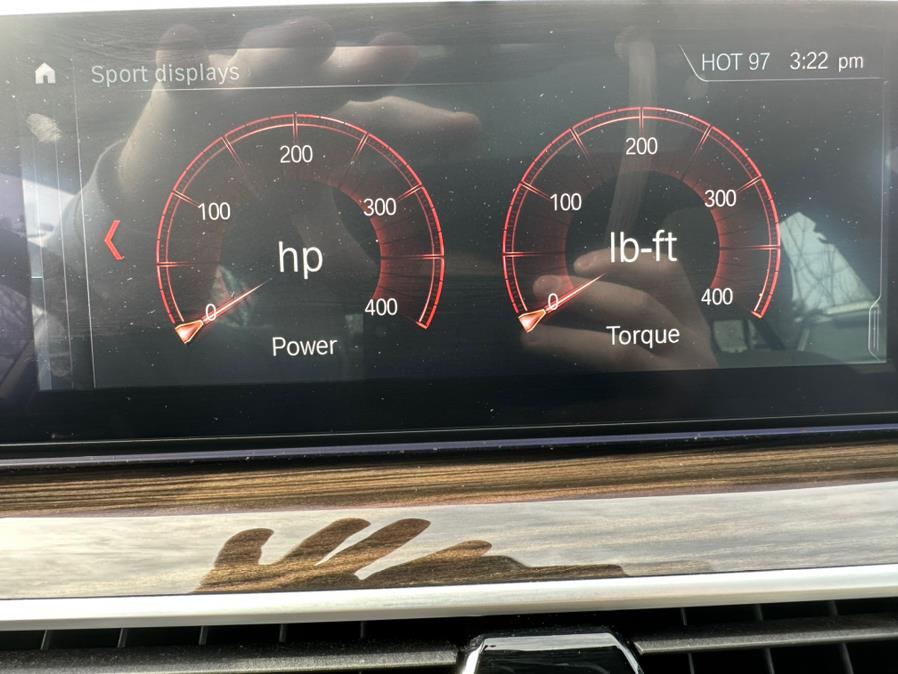 Sport displays
HOT 97 3:22 pm
0
100
200
300
400
hp
Power
0
100
200
300
400
lb-ft
Torque